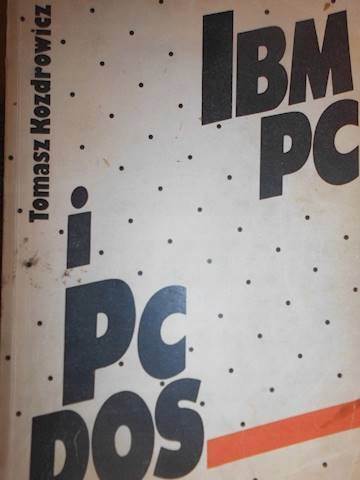 Tomasz Kozdrowicz
IBM
PC
i
PC
DOS